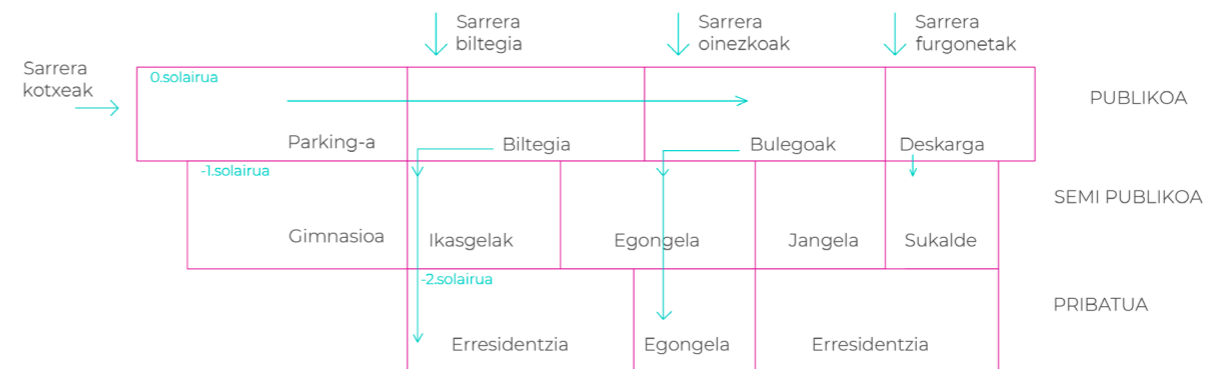 Sarrera
biltegia
Sarrera
oinezkoak
Sarrera
furgonetak
Sarrera
kotxeak
0.solairua
PUBLIKOA
Parking-a
Biltegia
Bulegoak
Deskarga
-1.solairua
SEMI PUBLIKOA
Gimnasioa
Ikasgelak
Egongela
Jangela
Sukalde
-2.solairua
PRIBATUA
Erresidentzia
Egongela
Erresidentzia